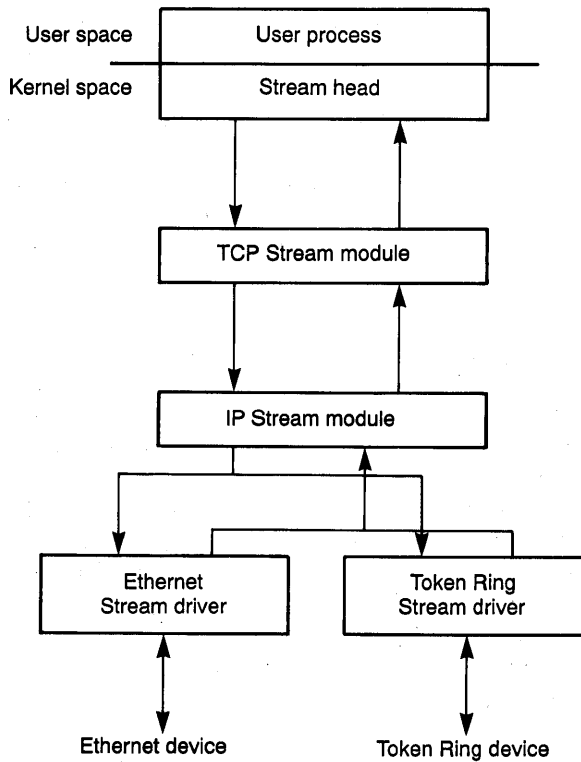 User space
User process
Kernel space
Stream head
TCP Stream module
IP Stream module
Ethernet
Stream driver
Token Ring
Stream driver
Ethernet device
Token Ring device